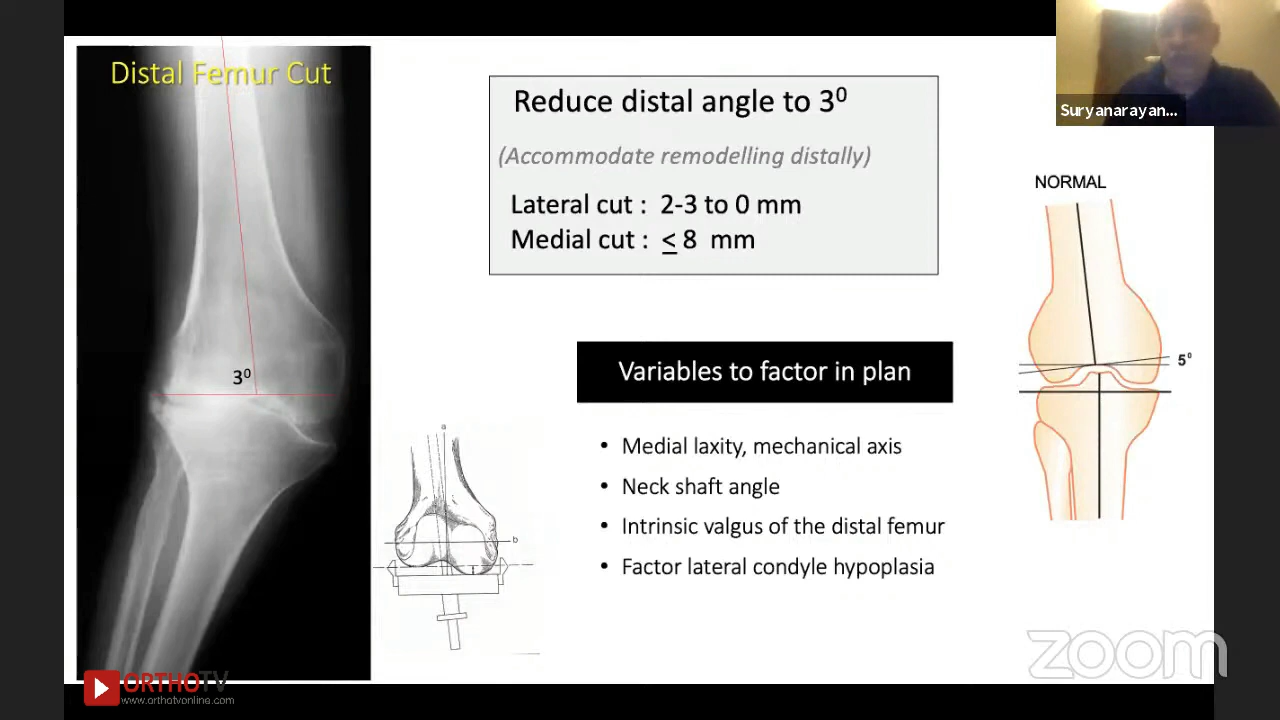 Distal Femur Cut
3⁰
Reduce distal angle to 3⁰
(Accommodate remodelling distally)
Lateral cut : 2-3 to 0 mm
Medial cut : ≤ 8 mm
Variables to factor in plan
• Medial laxity, mechanical axis
• Neck shaft angle
• Intrinsic valgus of the distal femur
• Factor lateral condyle hypoplasia
a
b
Suryanarayan...
NORMAL
5⁰
zoom
ORTHOTV
www.orthotvonline.com